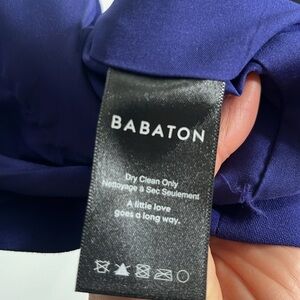 BABATON
Dry Clean Only
Nettoyage à Sec Seulement
A little love
goes a long way.